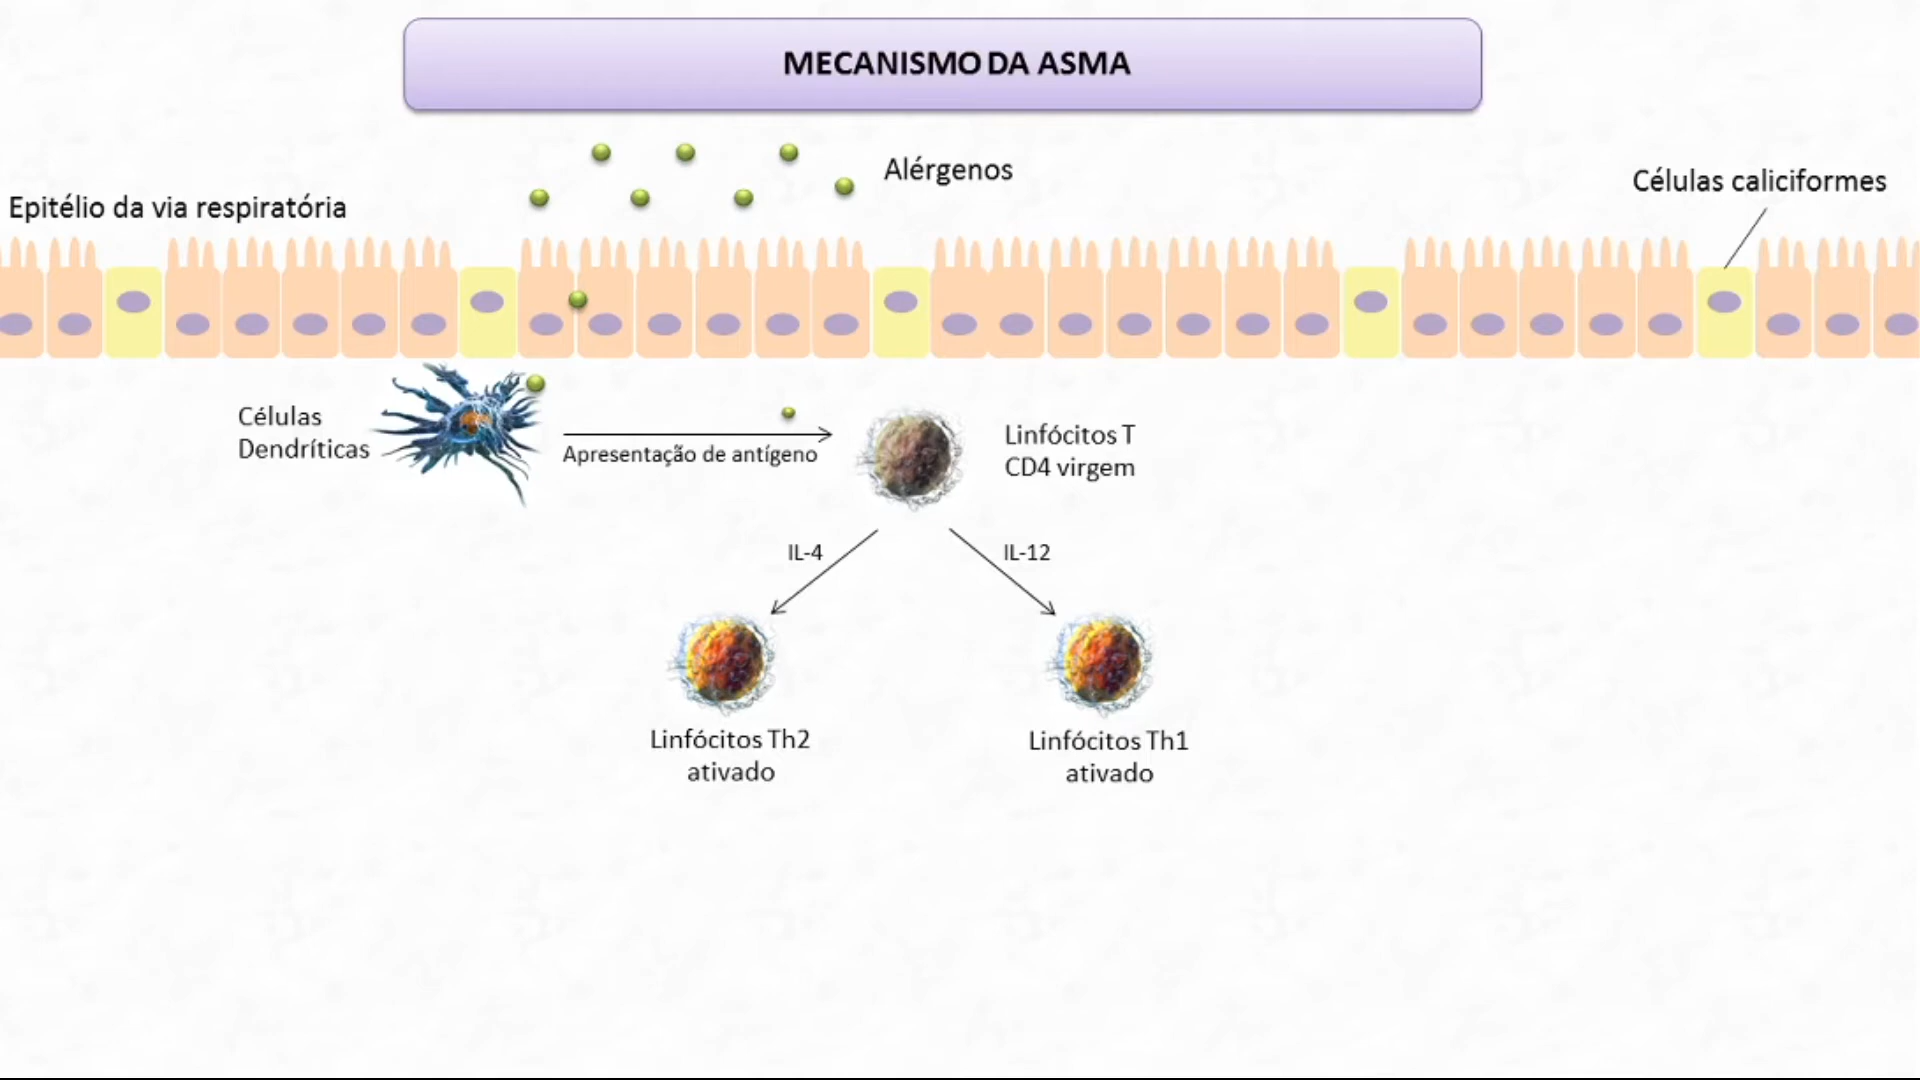 MECANISMO DA ASMA
Alérgenos
Células caliciformes
Epitélio da via respiratória
Células
Dendríticas
Apresentação de antígeno
Linfócitos T
CD4 virgem
IL-4
IL-12
Linfócitos Th2
ativado
Linfócitos Th1
ativado